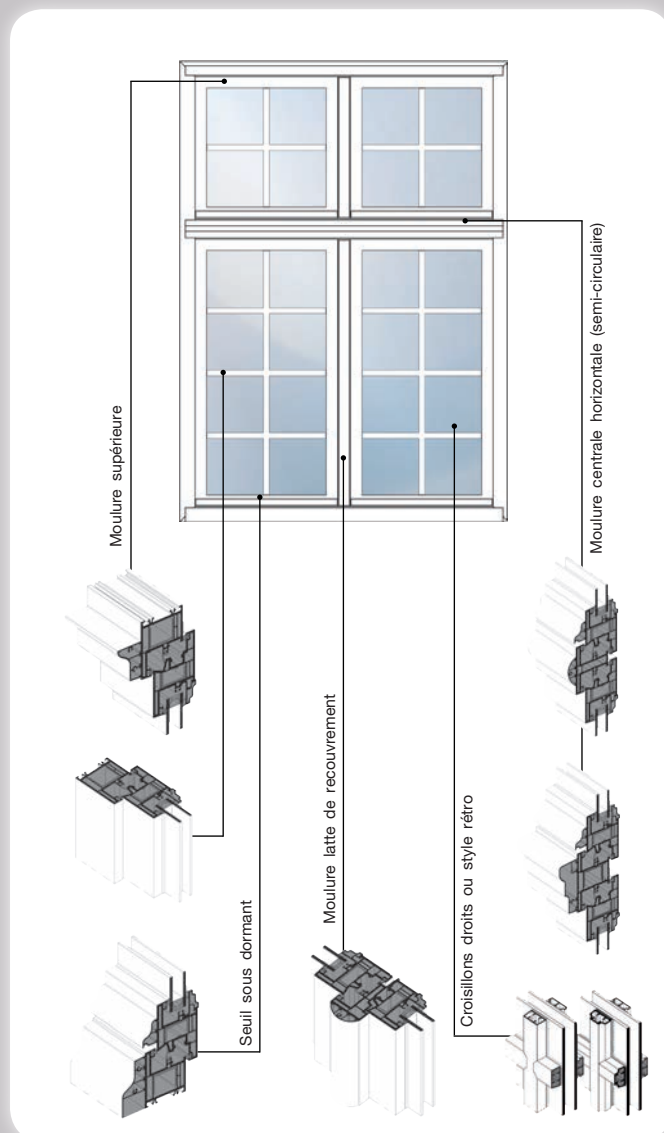 Moulure supérieure
Seuil sous dormant
Moulure latte de recouvrement
Croisillons droits ou style rétro
Moulure centrale horizontale (semi-circulaire)